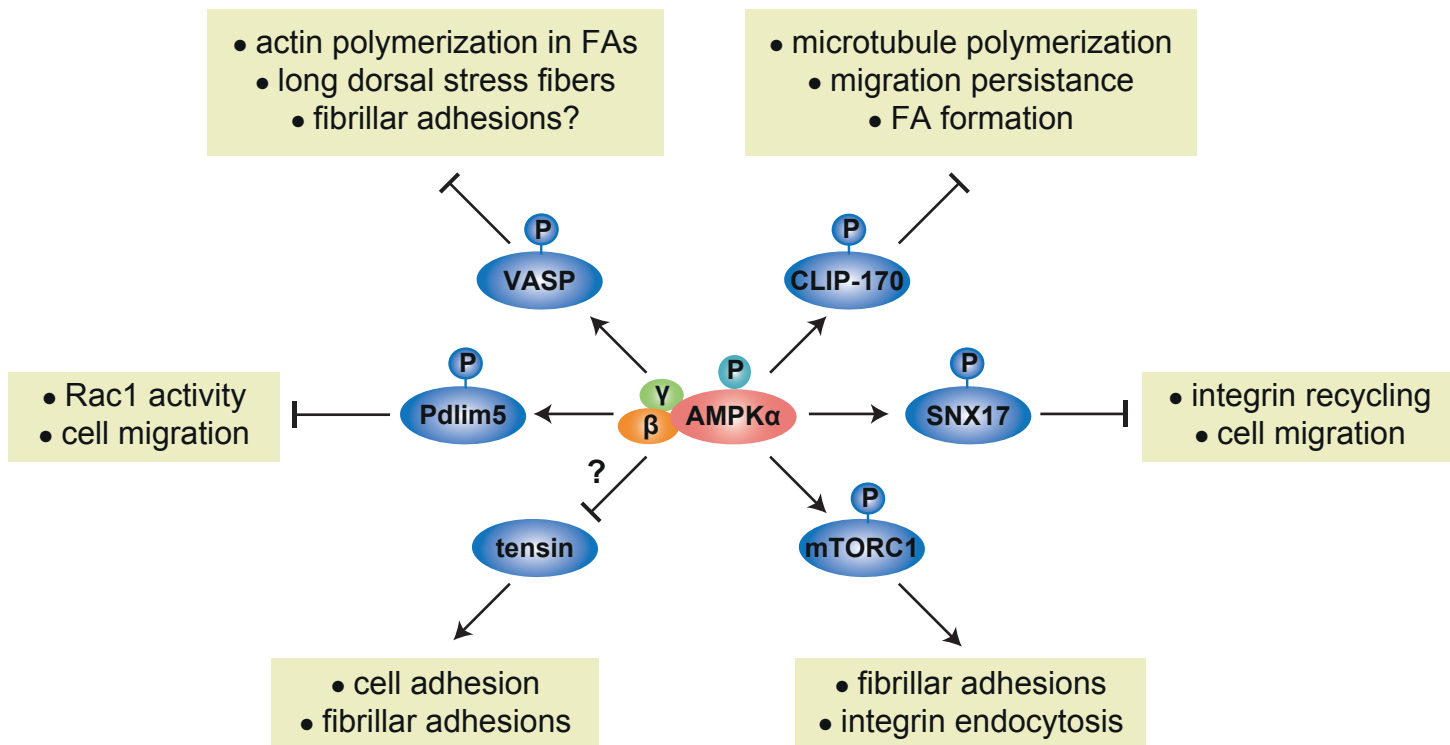 • actin polymerization in FAs
• long dorsal stress fibers
• fibrillar adhesions?
• microtubule polymerization
• migration persistance
• FA formation
P
VASP
P
CLIP-170
• Rac1 activity
• cell migration
P
Pdlim5
γ
β
P
AMPKα
P
SNX17
• integrin recycling
• cell migration
?
tensin
P
mTORC1
• cell adhesion
• fibrillar adhesions
• fibrillar adhesions
• integrin endocytosis